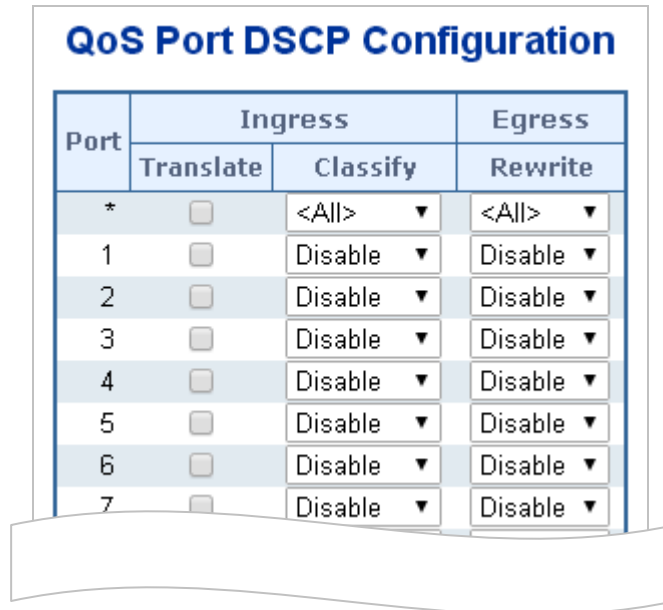 QoS Port DSCP Configuration
Port Ingress Egress
Translate Classify Rewrite
* <All> <All>
1 Disable Disable
2 Disable Disable
3 Disable Disable
4 Disable Disable
5 Disable Disable
6 Disable Disable
7 Disable Disable